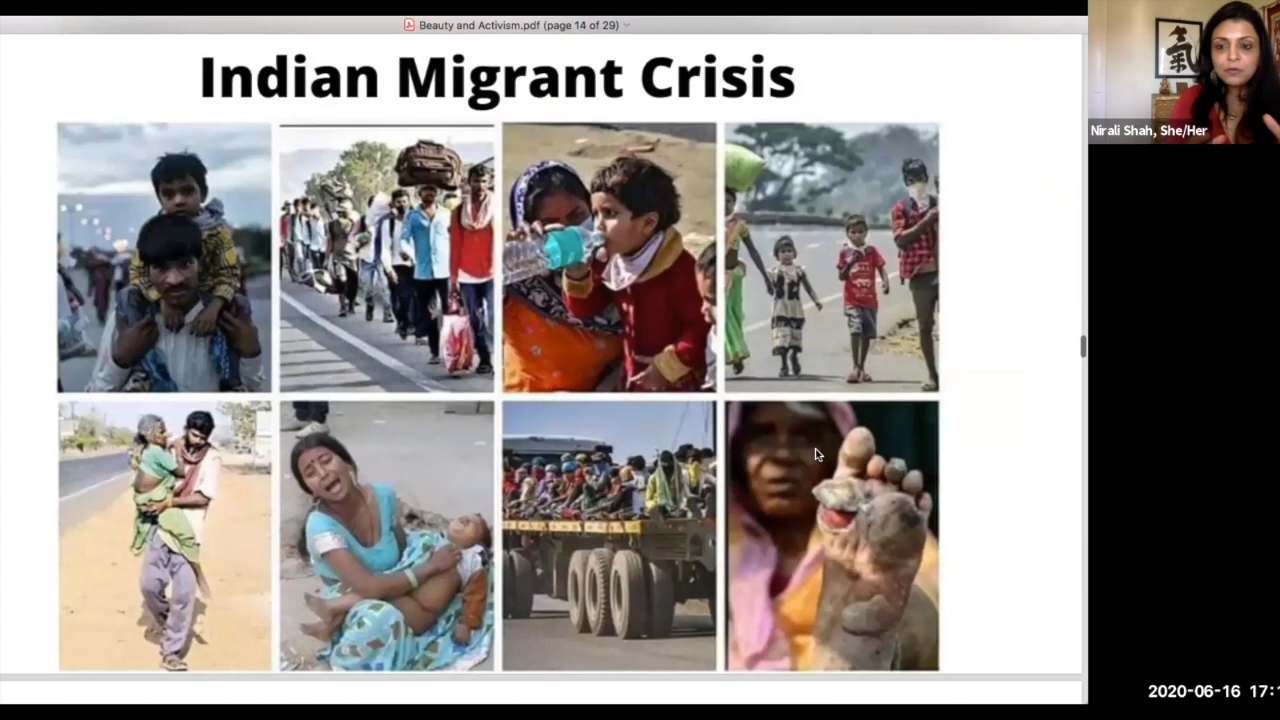 Beauty and Activism.pdf (page 14 of 29)
Indian Migrant Crisis
氣
Nirali Shah, She/Her
2020-06-16 17:1